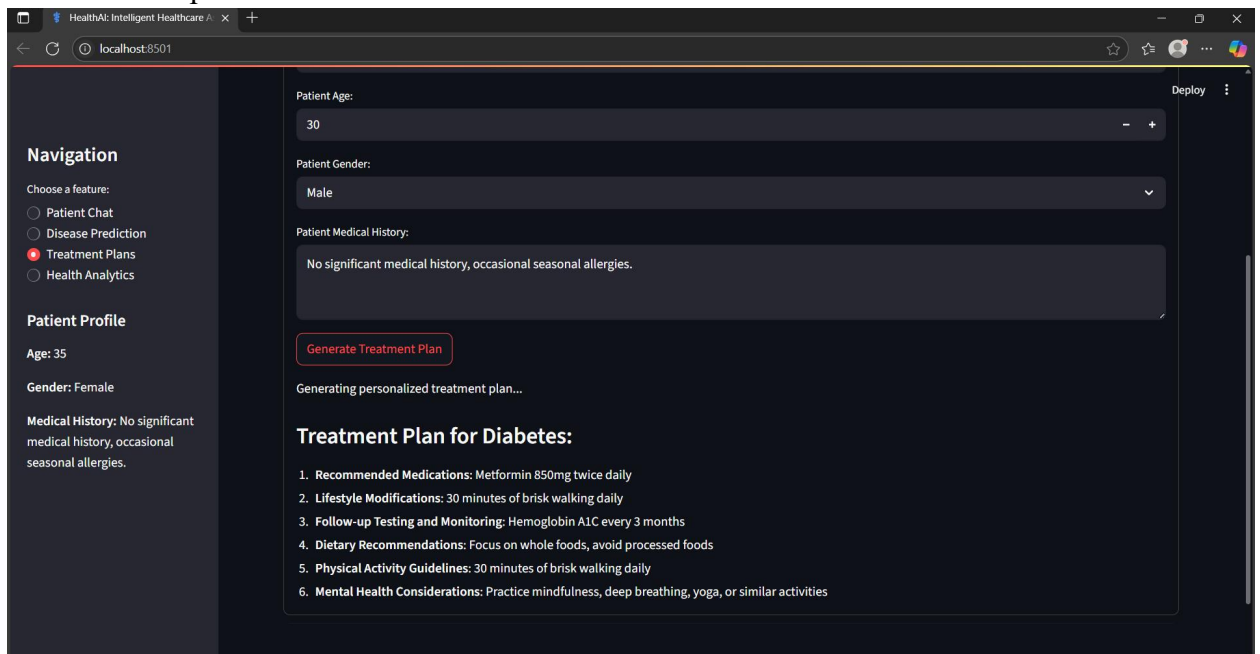 HealthAI: Intelligent Healthcare A
localhost:8501
Deploy
Navigation
Choose a feature:
Patient Chat
Disease Prediction
Treatment Plans
Health Analytics
Patient Profile
Age: 35
Gender: Female
Medical History: No significant
medical history, occasional
seasonal allergies.
Patient Age:
30
Patient Gender:
Male
Patient Medical History:
No significant medical history, occasional seasonal allergies.
Generate Treatment Plan
Generating personalized treatment plan...
Treatment Plan for Diabetes:
1. Recommended Medications: Metformin 850mg twice daily
2. Lifestyle Modifications: 30 minutes of brisk walking daily
3. Follow-up Testing and Monitoring: Hemoglobin A1C every 3 months
4. Dietary Recommendations: Focus on whole foods, avoid processed foods
5. Physical Activity Guidelines: 30 minutes of brisk walking daily
6. Mental Health Considerations: Practice mindfulness, deep breathing, yoga, or similar activities